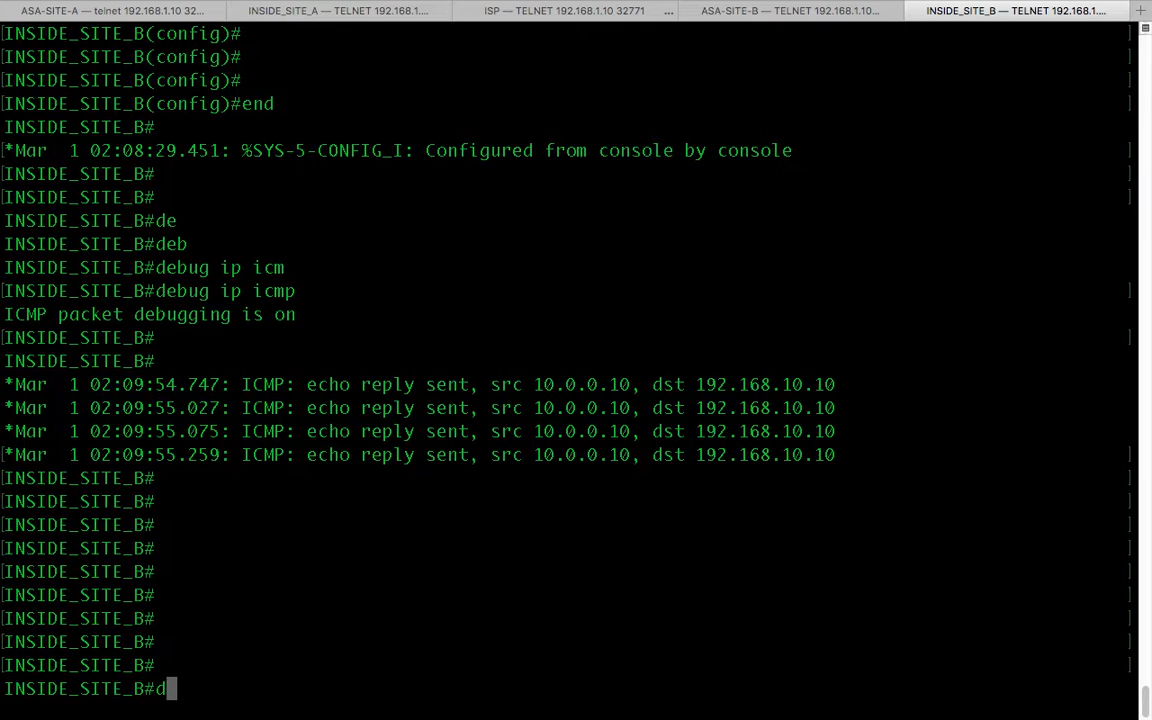 ASA-SITE-A — telnet 192.168.1.10 32...
INSIDE_SITE_A — TELNET 192.168.1....
ISP — TELNET 192.168.1.10 32771
...
ASA-SITE-B — TELNET 192.168.1.10...
INSIDE_SITE_B — TELNET 192.168.1....
INSIDE_SITE_B(config)#
INSIDE_SITE_B(config)#
INSIDE_SITE_B(config)#
INSIDE_SITE_B(config)#end
INSIDE_SITE_B#
*Mar  1 02:08:29.451: %SYS-5-CONFIG_I: Configured from console by console
INSIDE_SITE_B#
INSIDE_SITE_B#
INSIDE_SITE_B#de
INSIDE_SITE_B#deb
INSIDE_SITE_B#debug ip icm
INSIDE_SITE_B#debug ip icmp
ICMP packet debugging is on
INSIDE_SITE_B#
INSIDE_SITE_B#
*Mar  1 02:09:54.747: ICMP: echo reply sent, src 10.0.0.10, dst 192.168.10.10
*Mar  1 02:09:55.027: ICMP: echo reply sent, src 10.0.0.10, dst 192.168.10.10
*Mar  1 02:09:55.075: ICMP: echo reply sent, src 10.0.0.10, dst 192.168.10.10
*Mar  1 02:09:55.259: ICMP: echo reply sent, src 10.0.0.10, dst 192.168.10.10
INSIDE_SITE_B#
INSIDE_SITE_B#
INSIDE_SITE_B#
INSIDE_SITE_B#
INSIDE_SITE_B#
INSIDE_SITE_B#
INSIDE_SITE_B#
INSIDE_SITE_B#
INSIDE_SITE_B#
INSIDE_SITE_B#d